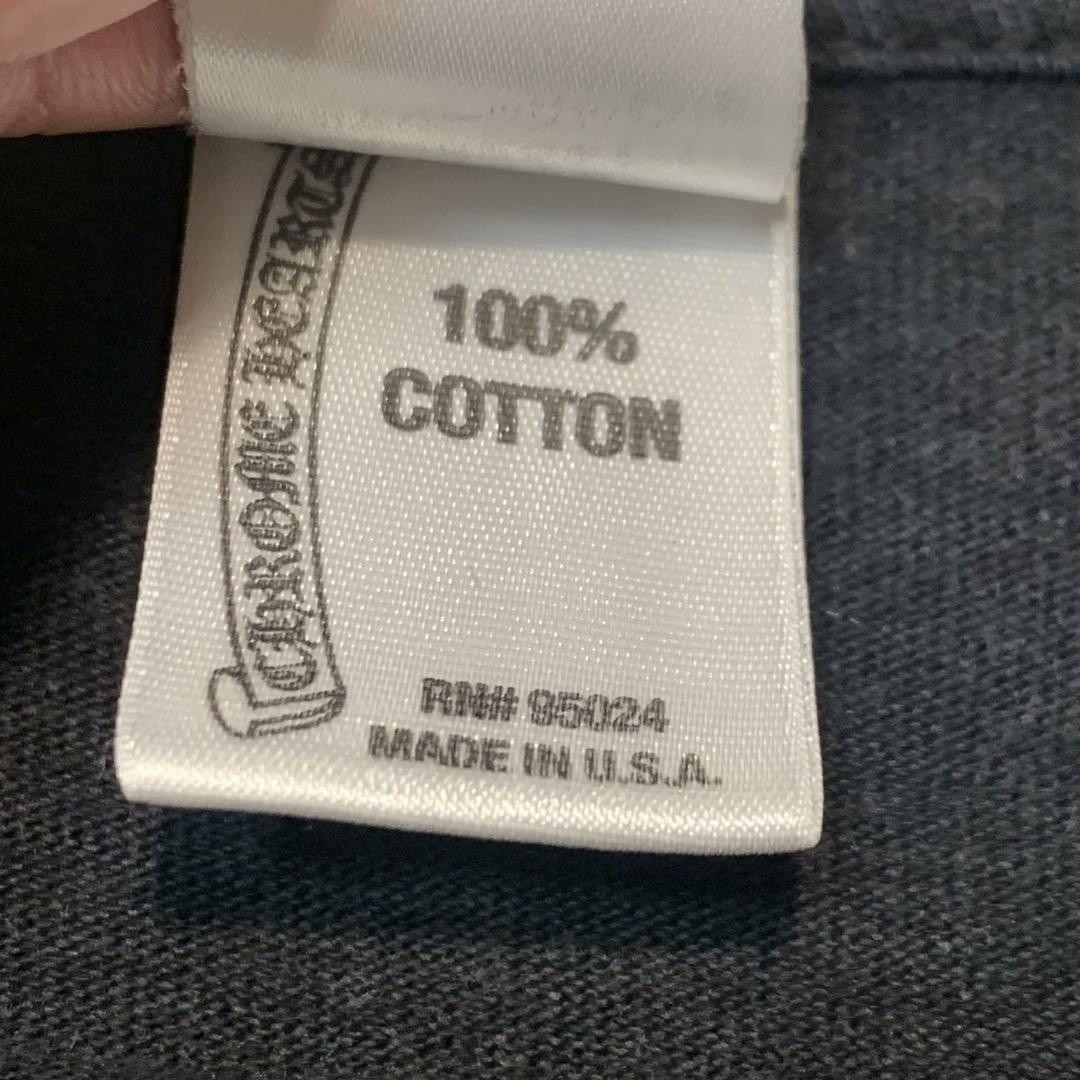 CHROME HEARTS
100%
COTTON
RN# 95024
MADE IN U.S.A.